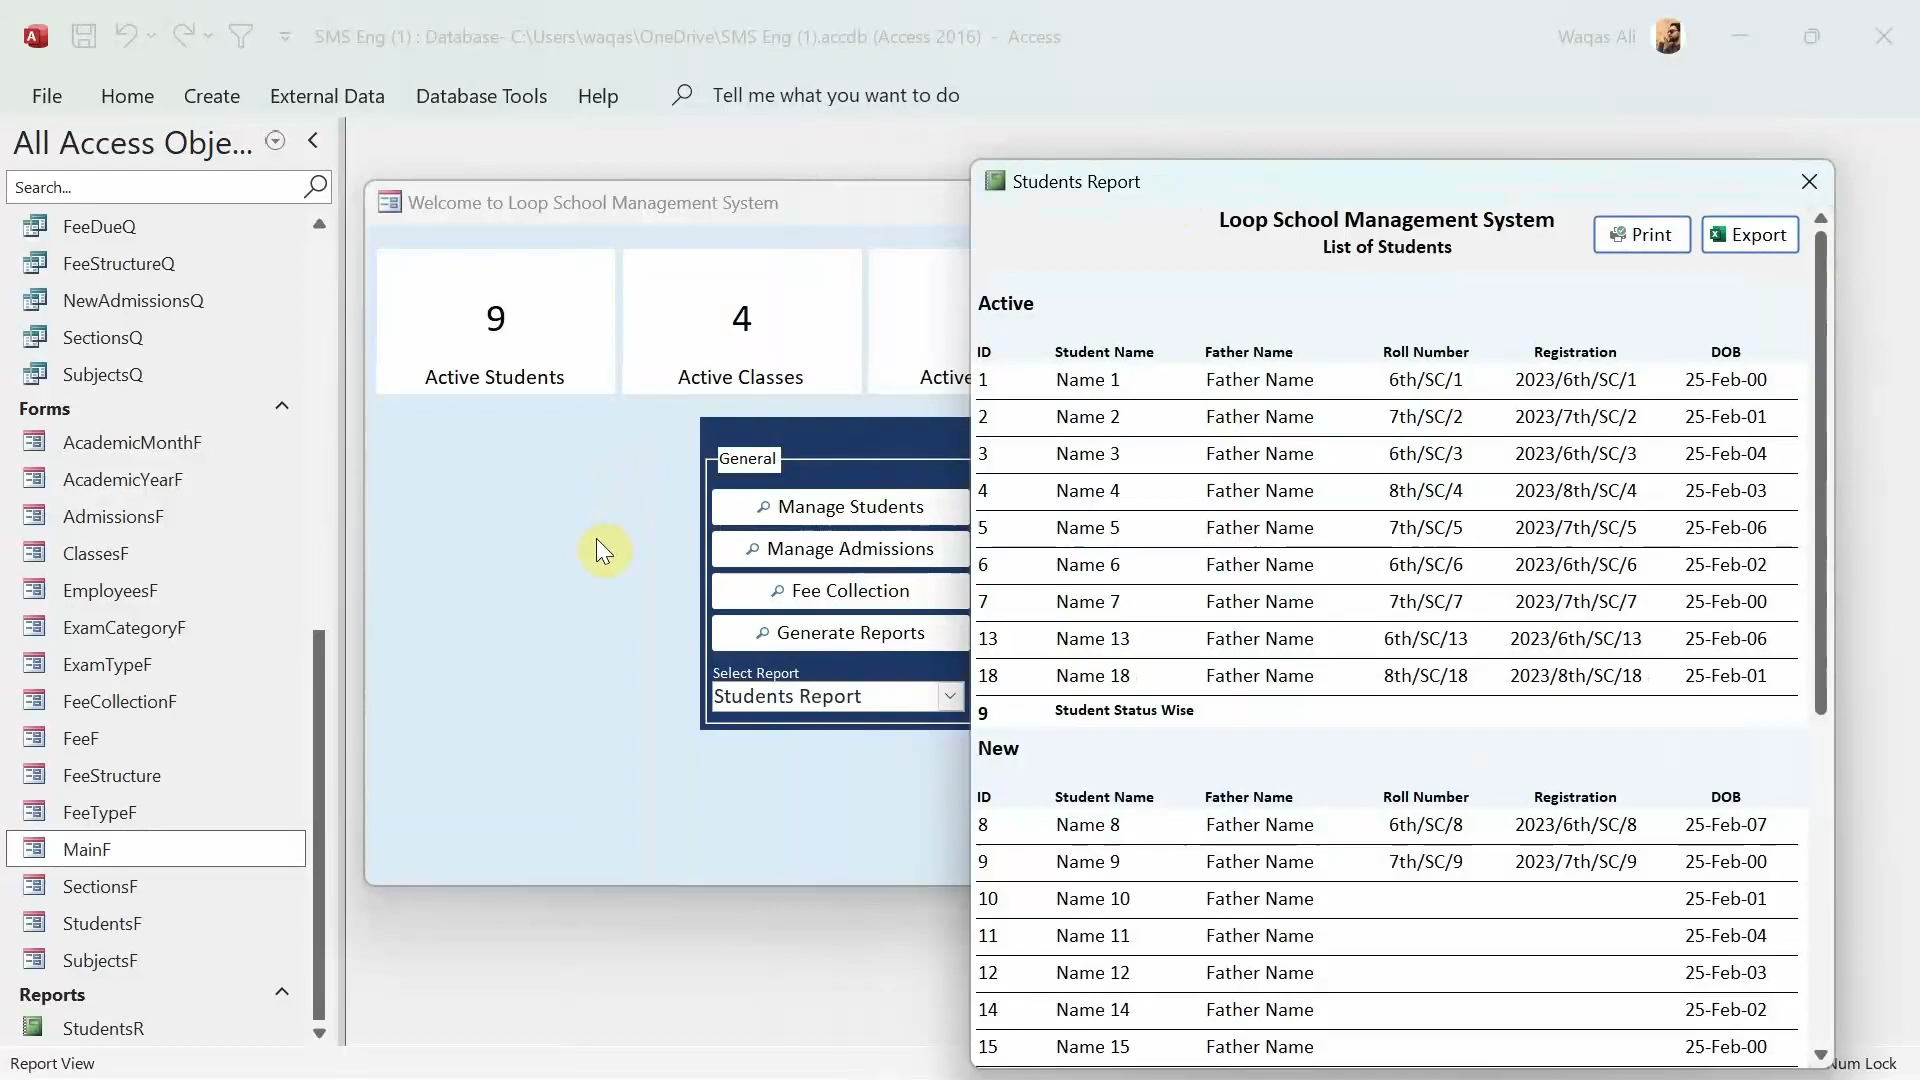 SMS Eng (1) : Database- C:\Users\waqas\OneDrive\SMS Eng (1).accdb (Access 2016) - Access
Waqas Ali
File Home Create External Data Database Tools Help Tell me what you want to do
All Access Obje...
Search...
FeeDueQ
FeeStructureQ
NewAdmissionsQ
SectionsQ
SubjectsQ
Forms
AcademicMonthF
AcademicYearF
AdmissionsF
ClassesF
EmployeesF
ExamCategoryF
ExamTypeF
FeeCollectionF
FeeF
FeeStructure
FeeTypeF
MainF
SectionsF
StudentsF
SubjectsF
Reports
StudentsR
Welcome to Loop School Management System
9
Active Students
4
Active Classes
Active
General
Manage Students
Manage Admissions
Fee Collection
Generate Reports
Select Report
Students Report
Students Report
Loop School Management System
List of Students
Print
Export
Active
ID Student Name Father Name Roll Number Registration DOB
1 Name 1 Father Name 6th/SC/1 2023/6th/SC/1 25-Feb-00
2 Name 2 Father Name 7th/SC/2 2023/7th/SC/2 25-Feb-01
3 Name 3 Father Name 6th/SC/3 2023/6th/SC/3 25-Feb-04
4 Name 4 Father Name 8th/SC/4 2023/8th/SC/4 25-Feb-03
5 Name 5 Father Name 7th/SC/5 2023/7th/SC/5 25-Feb-06
6 Name 6 Father Name 6th/SC/6 2023/6th/SC/6 25-Feb-02
7 Name 7 Father Name 7th/SC/7 2023/7th/SC/7 25-Feb-00
13 Name 13 Father Name 6th/SC/13 2023/6th/SC/13 25-Feb-06
18 Name 18 Father Name 8th/SC/18 2023/8th/SC/18 25-Feb-01
9 Student Status Wise
New
ID Student Name Father Name Roll Number Registration DOB
8 Name 8 Father Name 6th/SC/8 2023/6th/SC/8 25-Feb-07
9 Name 9 Father Name 7th/SC/9 2023/7th/SC/9 25-Feb-00
10 Name 10 Father Name 25-Feb-01
11 Name 11 Father Name 25-Feb-04
12 Name 12 Father Name 25-Feb-03
14 Name 14 Father Name 25-Feb-02
15 Name 15 Father Name 25-Feb-00
Report View
Num Lock